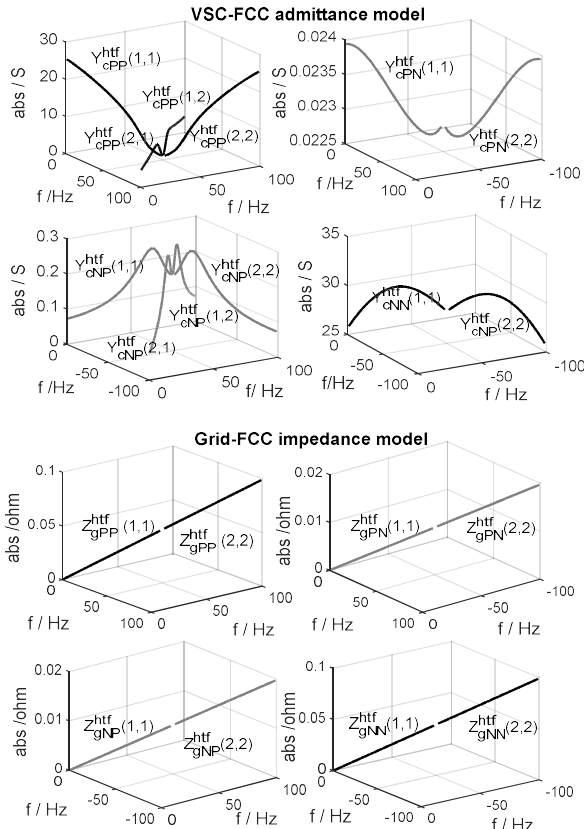 VSC-FCC admittance model
abs / S
30
20
10
0
0
50
100
f /Hz
0
50
100
f / Hz
Y^htf_cPP(1,1)
Y^htf_cPP(1,2)
Y^htf_cPP(2,1)
Y^htf_cPP(2,2)
abs / S
0.024
0.0235
0.023
0.0225
0
50
100
f /Hz
0
-50
-100
f / Hz
Y^htf_cPN(1,1)
Y^htf_cPN(2,2)
abs / S
0.3
0.2
0.1
0
0
-50
-100
f /Hz
0
50
100
f / Hz
Y^htf_cNP(1,1)
Y^htf_cNP(2,2)
Y^htf_cNP(1,2)
Y^htf_cNP(2,1)
abs / S
35
30
25
0
-50
-100
f/Hz
0
-50
-100
f / Hz
Y^htf_cNN(1,1)
Y^htf_cNP(2,2)
Grid-FCC impedance model
abs /ohm
0.1
0.05
0
0
50
100
f / Hz
0
50
100
f / Hz
Z^htf_gPP (1,1)
Z^htf_gPP (2,2)
abs /ohm
0.02
0.01
0
0
50
100
f / Hz
0
-50
-100
f / Hz
Z^htf_gPN(1,1)
Z^htf_gPN(2,2)
abs /ohm
0.02
0.01
0
0
-50
-100
f / Hz
0
50
100
f / Hz
Z^htf_gNP(1,1)
Z^htf_gNP(2,2)
abs /ohm
0.1
0.05
0
0
-50
-100
f / Hz
0
-50
-100
f / Hz
Z^htf_gNN(1,1)
Z^htf_gNN(2,2)